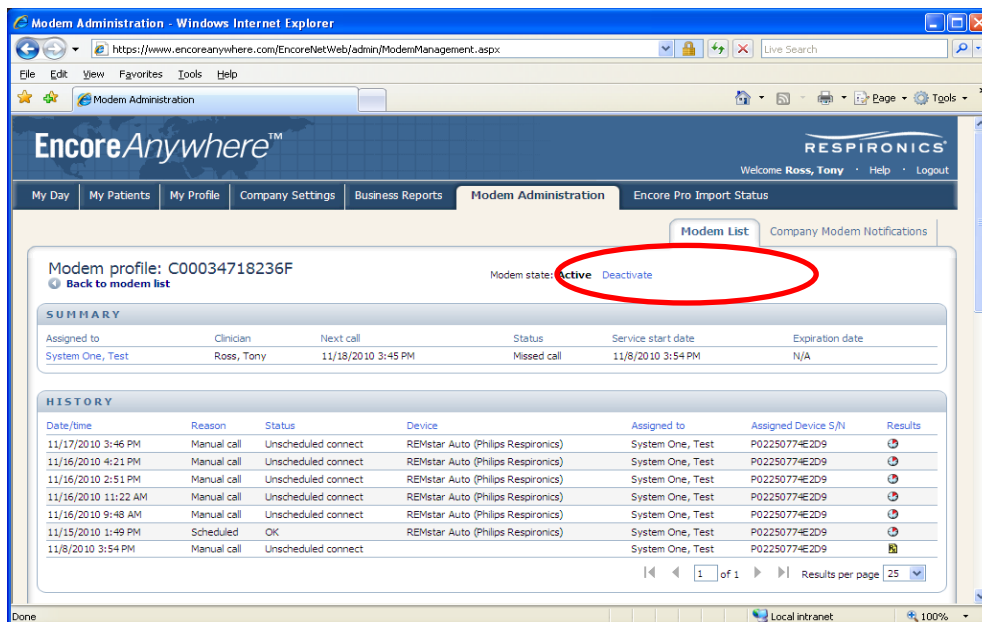 Modem Administration - Windows Internet Explorer
https://www.encoreanywhere.com/EncoreNetWeb/admin/ModemManagement.aspx Live Search
File Edit View Favorites Tools Help
Modem Administration Page Tools
EncoreAnywhere™ RESPIRONICS®
Welcome Ross, Tony · Help · Logout
My Day My Patients My Profile Company Settings Business Reports Modem Administration Encore Pro Import Status
Modem List Company Modem Notifications
Modem profile: C00034718236F Modem state: Active Deactivate
Back to modem list
SUMMARY
Assigned to Clinician Next call Status Service start date Expiration date
System One, Test Ross, Tony 11/18/2010 3:45 PM Missed call 11/8/2010 3:54 PM N/A
HISTORY
Date/time Reason Status Device Assigned to Assigned Device S/N Results
11/17/2010 3:46 PM Manual call Unscheduled connect REMstar Auto (Philips Respironics) System One, Test P02250774E2D9
11/16/2010 4:21 PM Manual call Unscheduled connect REMstar Auto (Philips Respironics) System One, Test P02250774E2D9
11/16/2010 2:51 PM Manual call Unscheduled connect REMstar Auto (Philips Respironics) System One, Test P02250774E2D9
11/16/2010 11:22 AM Manual call Unscheduled connect REMstar Auto (Philips Respironics) System One, Test P02250774E2D9
11/16/2010 9:48 AM Manual call Unscheduled connect REMstar Auto (Philips Respironics) System One, Test P02250774E2D9
11/15/2010 1:49 PM Scheduled OK REMstar Auto (Philips Respironics) System One, Test P02250774E2D9
11/8/2010 3:54 PM Manual call Unscheduled connect System One, Test P02250774E2D9
1 of 1 Results per page 25
Done Local intranet 100%